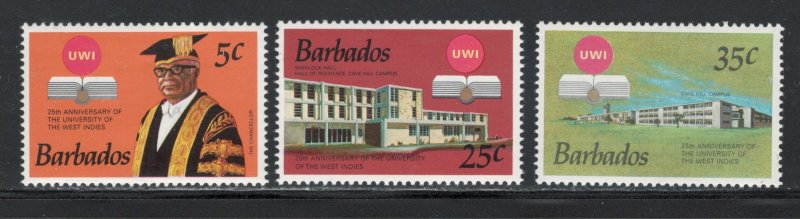 UWI
5c
25th ANNIVERSARY OF
THE UNIVERSITY OF
THE WEST INDIES
THE CHANCELLOR
Barbados
Barbados
UWI
SHERLOCK HALL
HALL OF RESIDENCE, CAVE HILL CAMPUS
25th ANNIVERSARY OF THE UNIVERSITY
OF THE WEST INDIES
25c
UWI
35c
CAVE HILL CAMPUS
25th ANNIVERSARY OF
THE UNIVERSITY OF
THE WEST INDIES
Barbados